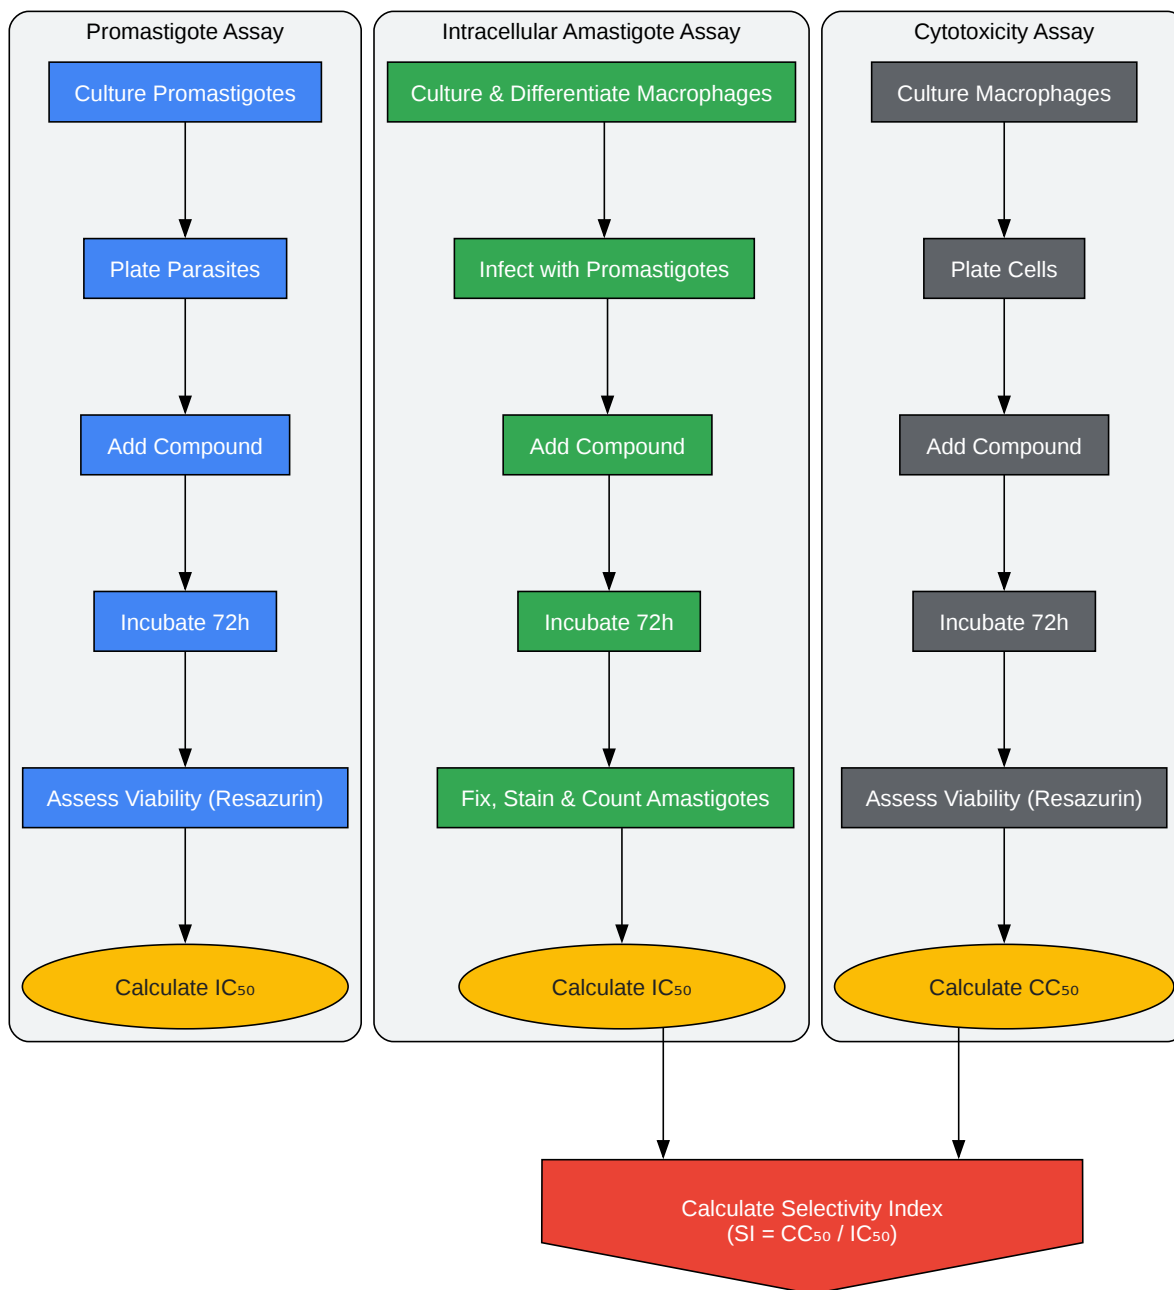 Promastigote Assay
Culture Promastigotes
Plate Parasites
Add Compound
Incubate 72h
Assess Viability (Resazurin)
Calculate IC₅₀
Intracellular Amastigote Assay
Culture & Differentiate Macrophages
Infect with Promastigotes
Add Compound
Incubate 72h
Fix, Stain & Count Amastigotes
Calculate IC₅₀
Cytotoxicity Assay
Culture Macrophages
Plate Cells
Add Compound
Incubate 72h
Assess Viability (Resazurin)
Calculate CC₅₀
Calculate Selectivity Index
(SI = CC₅₀ / IC₅₀)